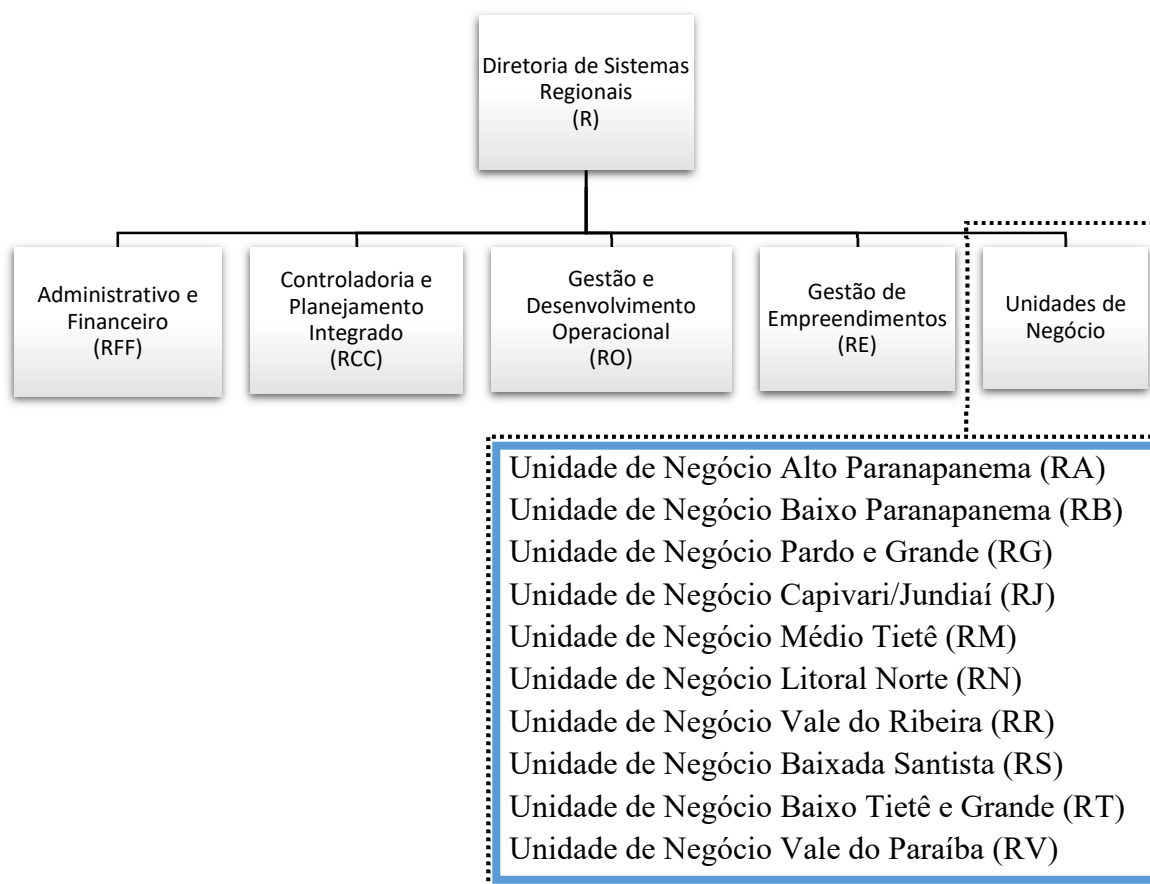 Diretoria de Sistemas
Regionais
(R)
Administrativo e
Financeiro
(RFF)
Controladoria e
Planejamento
Integrado
(RCC)
Gestão e
Desenvolvimento
Operacional
(RO)
Gestão de
Empreendimentos
(RE)
Unidades de
Negócio
Unidade de Negócio Alto Paranapanema (RA)
Unidade de Negócio Baixo Paranapanema (RB)
Unidade de Negócio Pardo e Grande (RG)
Unidade de Negócio Capivari/Jundiaí (RJ)
Unidade de Negócio Médio Tietê (RM)
Unidade de Negócio Litoral Norte (RN)
Unidade de Negócio Vale do Ribeira (RR)
Unidade de Negócio Baixada Santista (RS)
Unidade de Negócio Baixo Tietê e Grande (RT)
Unidade de Negócio Vale do Paraíba (RV)